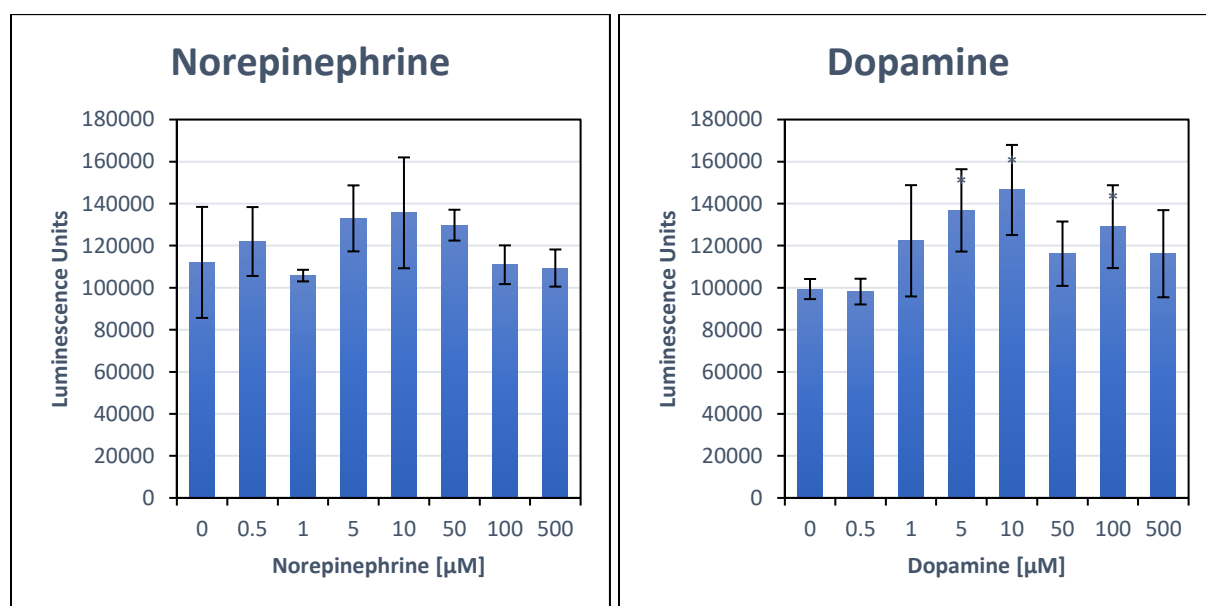 Norepinephrine
180000
160000
140000
120000
100000
80000
60000
40000
20000
0
Luminescence Units
0 0.5 1 5 10 50 100 500
Norepinephrine [µM]
Dopamine
180000
160000
140000
120000
100000
80000
60000
40000
20000
0
Luminescence Units
*
*
*
0 0.5 1 5 10 50 100 500
Dopamine [µM]